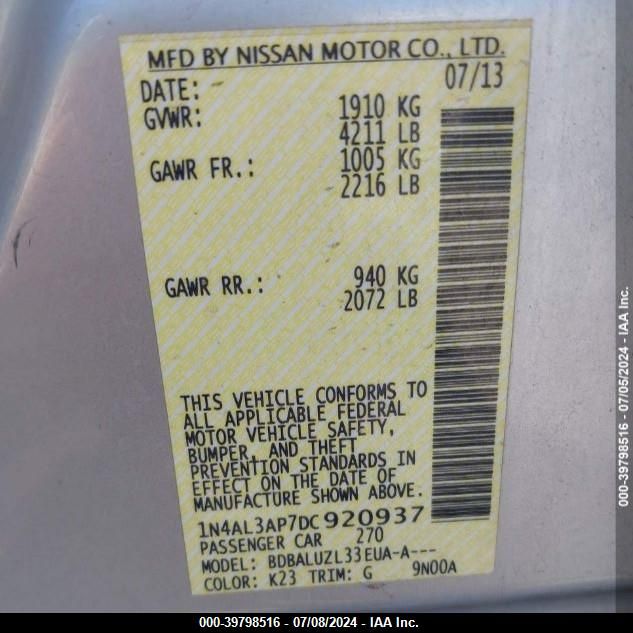 MFD BY NISSAN MOTOR CO., LTD.
DATE: 07/13
GVWR: 1910 KG
4211 LB
GAWR FR.: 1005 KG
2216 LB
GAWR RR.: 940 KG
2072 LB
THIS VEHICLE CONFORMS TO
ALL APPLICABLE FEDERAL
MOTOR VEHICLE SAFETY,
BUMPER, AND THEFT
PREVENTION STANDARDS IN
EFFECT ON THE DATE OF
MANUFACTURE SHOWN ABOVE.
1N4AL3AP7DC920937
PASSENGER CAR 270
MODEL: BDBALUZL33EUA-A---
COLOR: K23 TRIM: G 9N00A
000-39798516 - 07/05/2024 - IAA Inc.
000-39798516 - 07/08/2024 - IAA Inc.